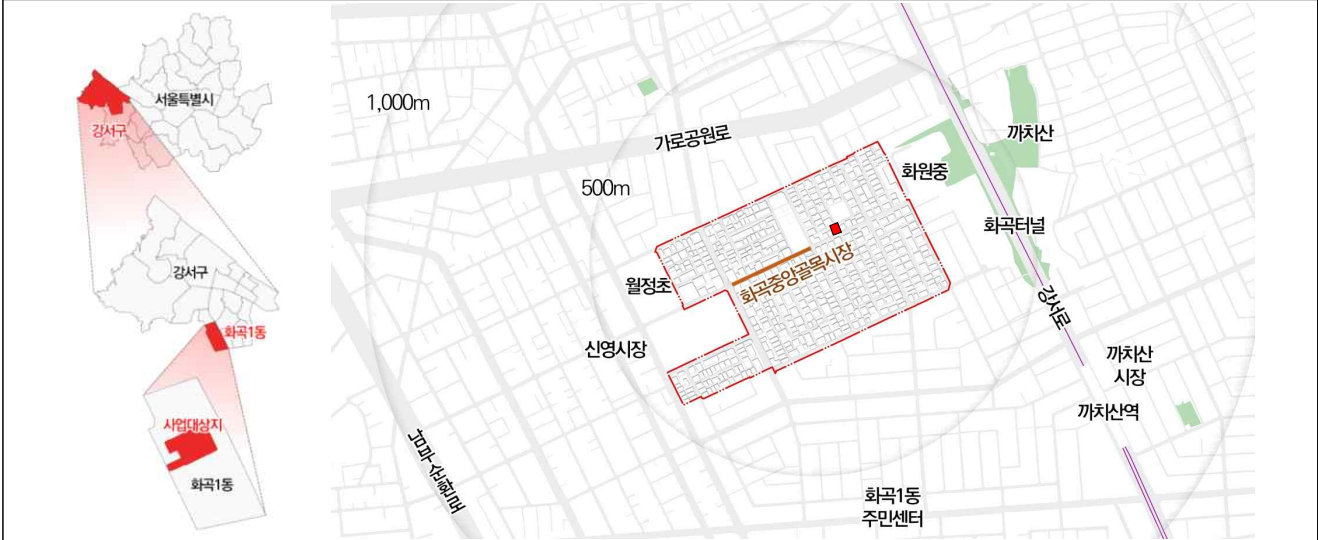 서울특별시
강서구
강서구
화곡1동
사업대상지
화곡1동
1,000m
500m
가로공원로
까치산
화원중
화곡터널
월정초
화곡중앙골목시장
신영시장
강서로
까치산
시장
까치산역
남부순환로
화곡1동
주민센터